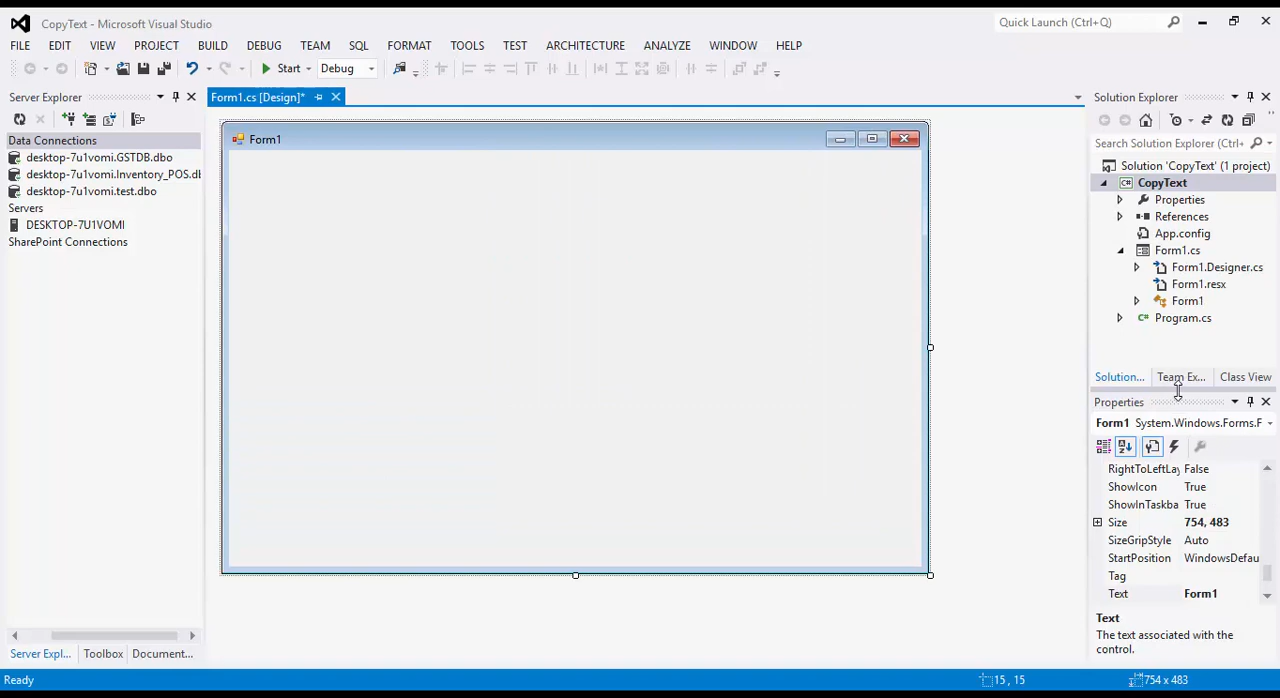 CopyText - Microsoft Visual Studio
Quick Launch (Ctrl+Q)
FILE EDIT VIEW PROJECT BUILD DEBUG TEAM SQL FORMAT TOOLS TEST ARCHITECTURE ANALYZE WINDOW HELP
Start Debug
Server Explorer
Data Connections
desktop-7u1vomi.GSTDB.dbo
desktop-7u1vomi.Inventory_POS.db
desktop-7u1vomi.test.dbo
Servers
DESKTOP-7U1VOMI
SharePoint Connections
Server Expl... Toolbox Document...
Form1.cs [Design]*
Form1
Solution Explorer
Search Solution Explorer (Ctrl+
Solution 'CopyText' (1 project)
CopyText
Properties
References
App.config
Form1.cs
Form1.Designer.cs
Form1.resx
Form1
Program.cs
Solution... Team Ex... Class View
Properties
Form1 System.Windows.Forms.F
RightToLeftLay False
ShowIcon True
ShowInTaskba True
Size 754, 483
SizeGripStyle Auto
StartPosition WindowsDefau
Tag
Text Form1
Text
The text associated with the
control.
Ready 15 , 15 754 x 483